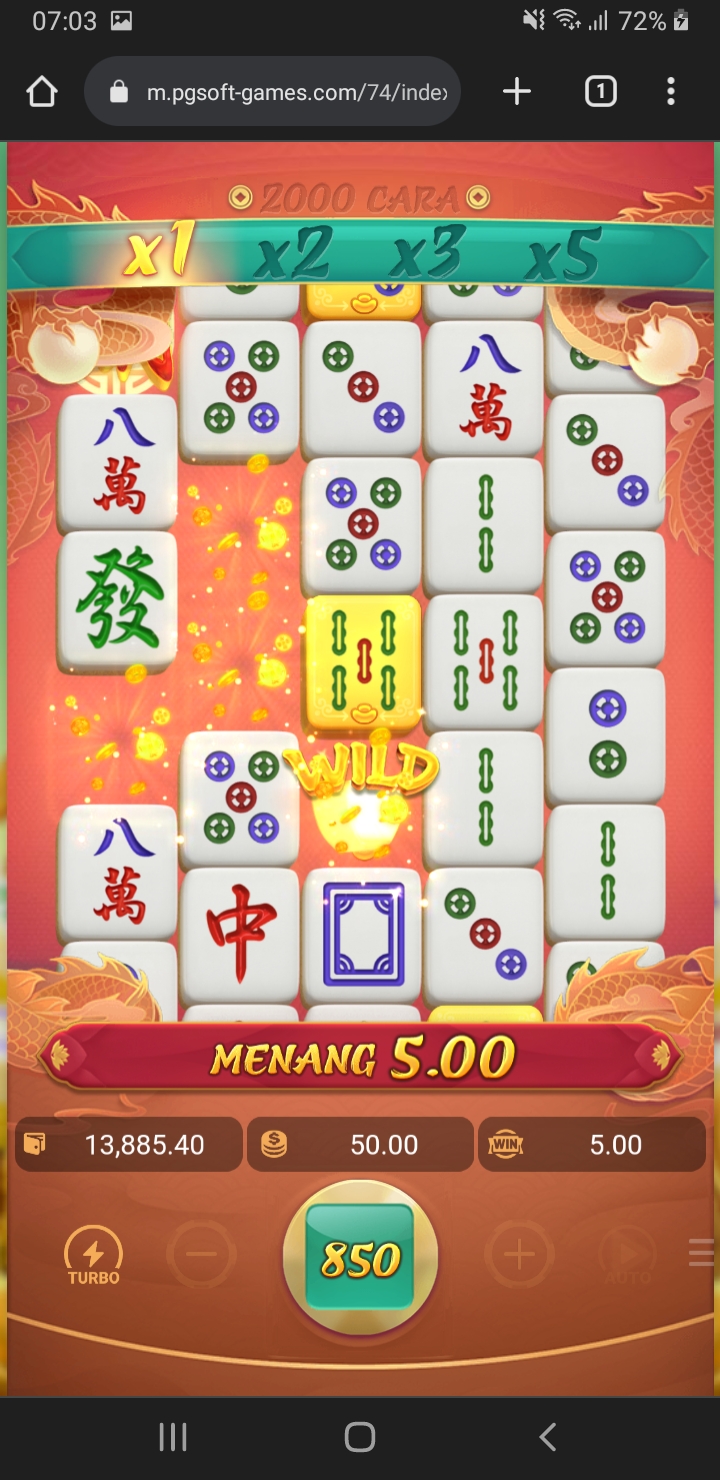 07:03
72%
m.pgsoft-games.com/74/index
1
2000 CARA
x1 x2 x3 x5
八萬
八萬
發
WILD
八萬
中
MENANG 5.00
13,885.40
50.00
WIN
5.00
850
TURBO
AUTO